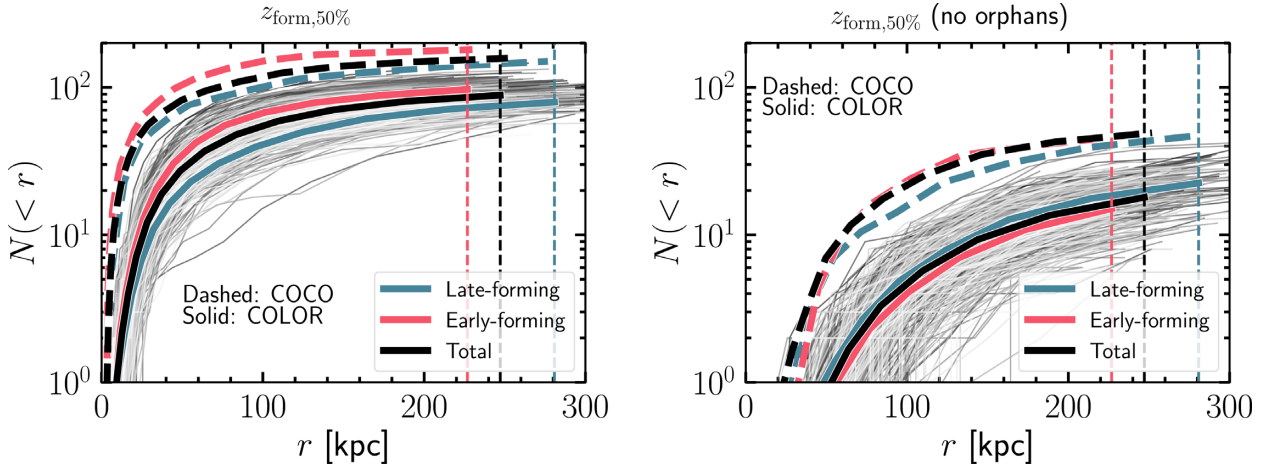 z_form,50%
10^2
10^1
10^0
N(< r)
Dashed: COCO
Solid: COLOR
Late-forming
Early-forming
Total
0 100 200 300
r [kpc]
z_form,50% (no orphans)
10^2
10^1
10^0
N(< r)
Dashed: COCO
Solid: COLOR
Late-forming
Early-forming
Total
0 100 200 300
r [kpc]